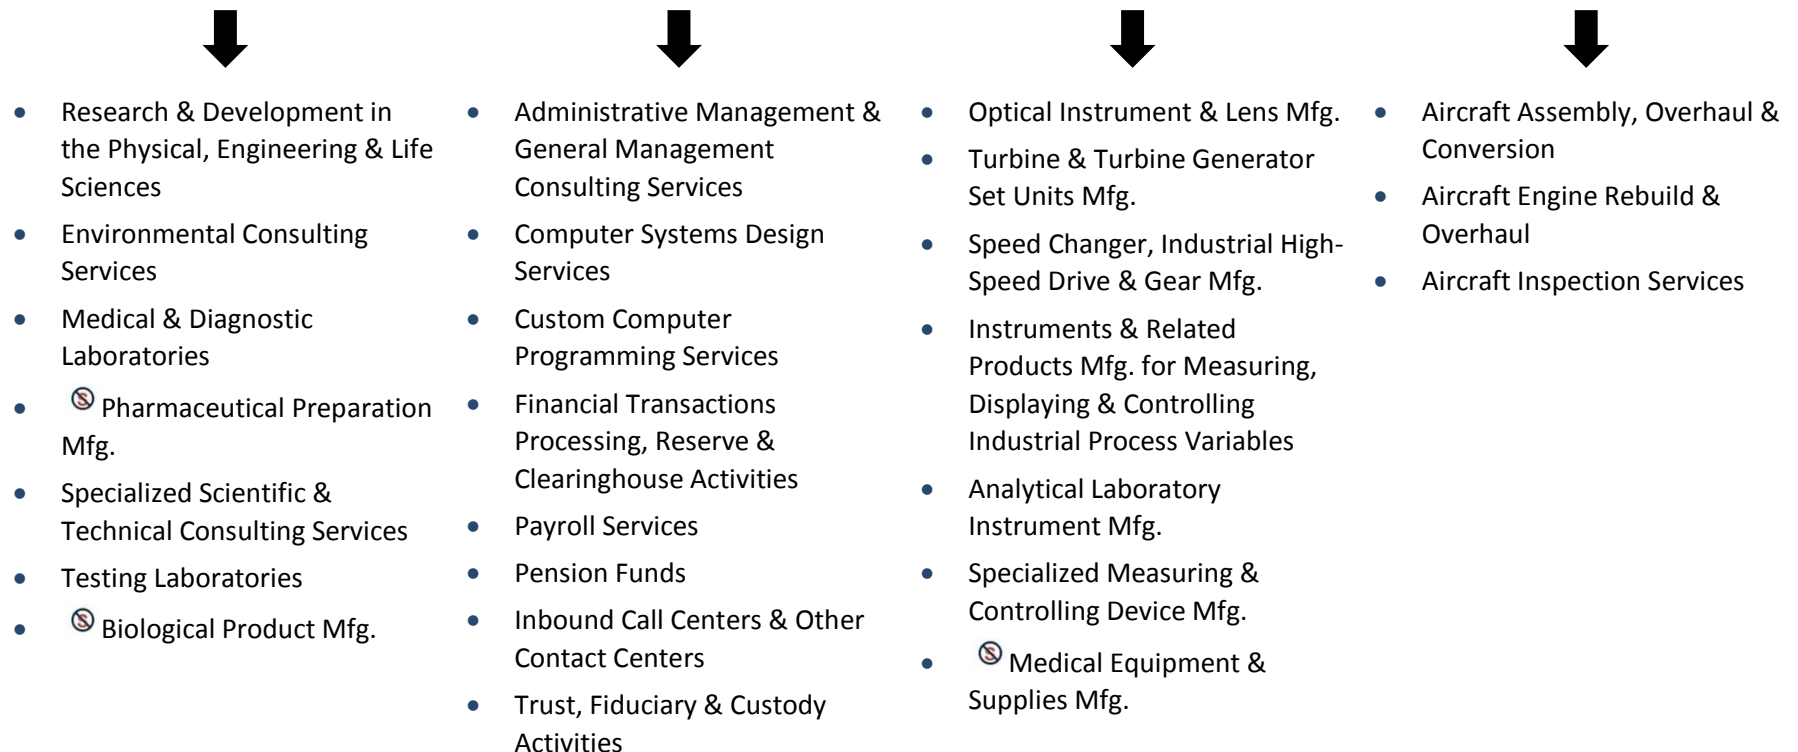 Research & Development in
the Physical, Engineering & Life
Sciences
Environmental Consulting
Services
Medical & Diagnostic
Laboratories
Pharmaceutical Preparation
Mfg.
Specialized Scientific &
Technical Consulting Services
Testing Laboratories
Biological Product Mfg.
Administrative Management &
General Management
Consulting Services
Computer Systems Design
Services
Custom Computer
Programming Services
Financial Transactions
Processing, Reserve &
Clearinghouse Activities
Payroll Services
Pension Funds
Inbound Call Centers & Other
Contact Centers
Trust, Fiduciary & Custody
Activities
Optical Instrument & Lens Mfg.
Turbine & Turbine Generator
Set Units Mfg.
Speed Changer, Industrial High-
Speed Drive & Gear Mfg.
Instruments & Related
Products Mfg. for Measuring,
Displaying & Controlling
Industrial Process Variables
Analytical Laboratory
Instrument Mfg.
Specialized Measuring &
Controlling Device Mfg.
Medical Equipment &
Supplies Mfg.
Aircraft Assembly, Overhaul &
Conversion
Aircraft Engine Rebuild &
Overhaul
Aircraft Inspection Services